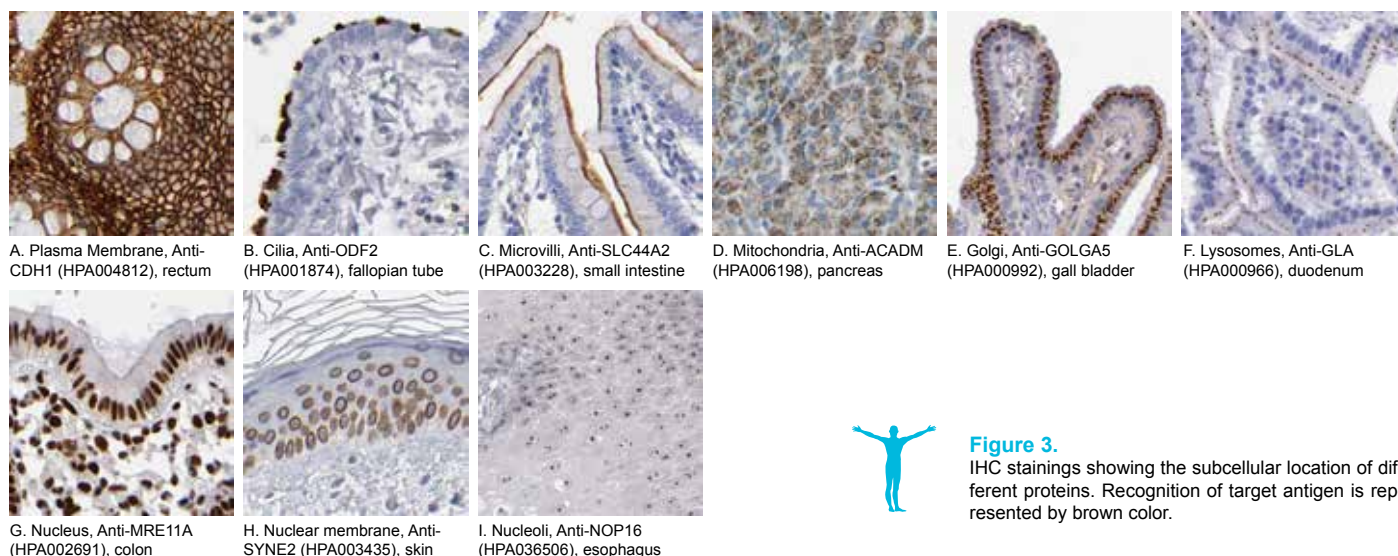 A. Plasma Membrane, Anti-
CDH1 (HPA004812), rectum
B. Cilia, Anti-ODF2
(HPA001874), fallopian tube
C. Microvilli, Anti-SLC44A2
(HPA003228), small intestine
D. Mitochondria, Anti-ACADM
(HPA006198), pancreas
E. Golgi, Anti-GOLGA5
(HPA000992), gall bladder
F. Lysosomes, Anti-GLA
(HPA000966), duodenum
G. Nucleus, Anti-MRE11A
(HPA002691), colon
H. Nuclear membrane, Anti-
SYNE2 (HPA003435), skin
I. Nucleoli, Anti-NOP16
(HPA036506), esophagus
Figure 3.
IHC stainings showing the subcellular location of dif-
ferent proteins. Recognition of target antigen is rep-
resented by brown color.